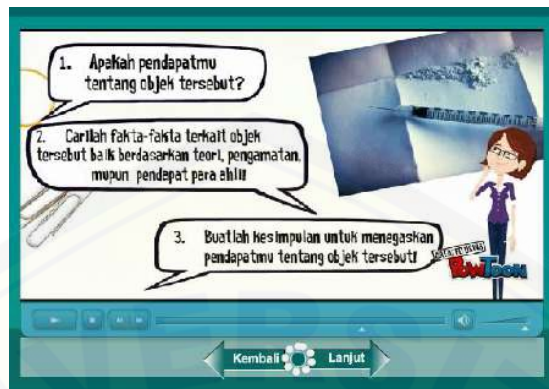 1. Apakah pendapatmu
tentang objek tersebut?
2. Carilah fakta-fakta terkait objek
tersebut baik berdasarkan teori, pengamatan,
mupun pendapat para ahli!
3. Buatlah kesimpulan untuk menegaskan
pendapatmu tentang objek tersebut!
POWTOON
Kembali
Lanjut